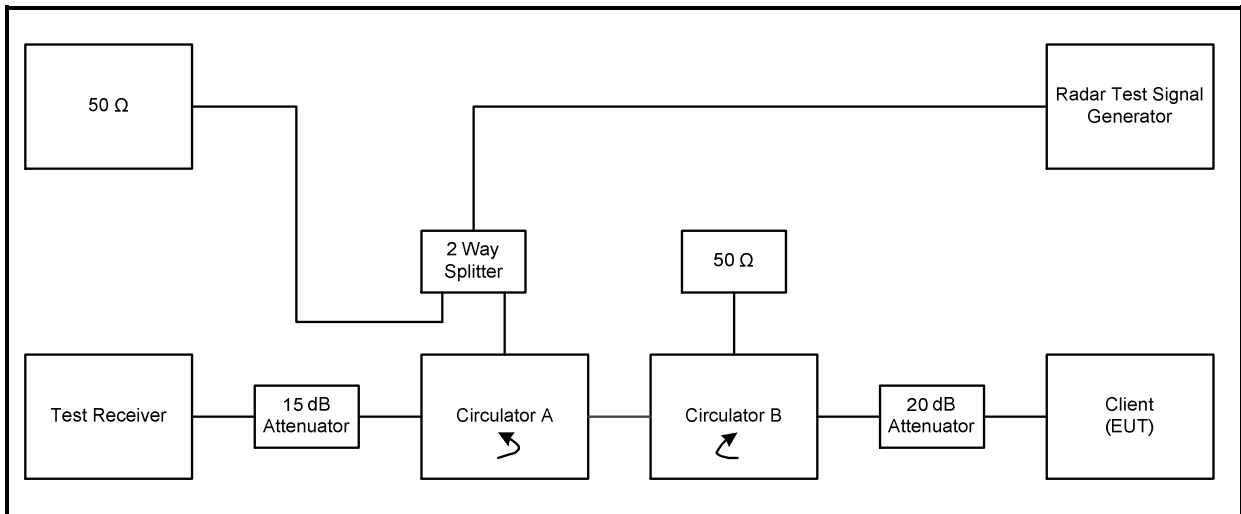 50 Ω
Radar Test Signal
Generator
2 Way
Splitter
50 Ω
Test Receiver
15 dB
Attenuator
Circulator A
Circulator B
20 dB
Attenuator
Client
(EUT)